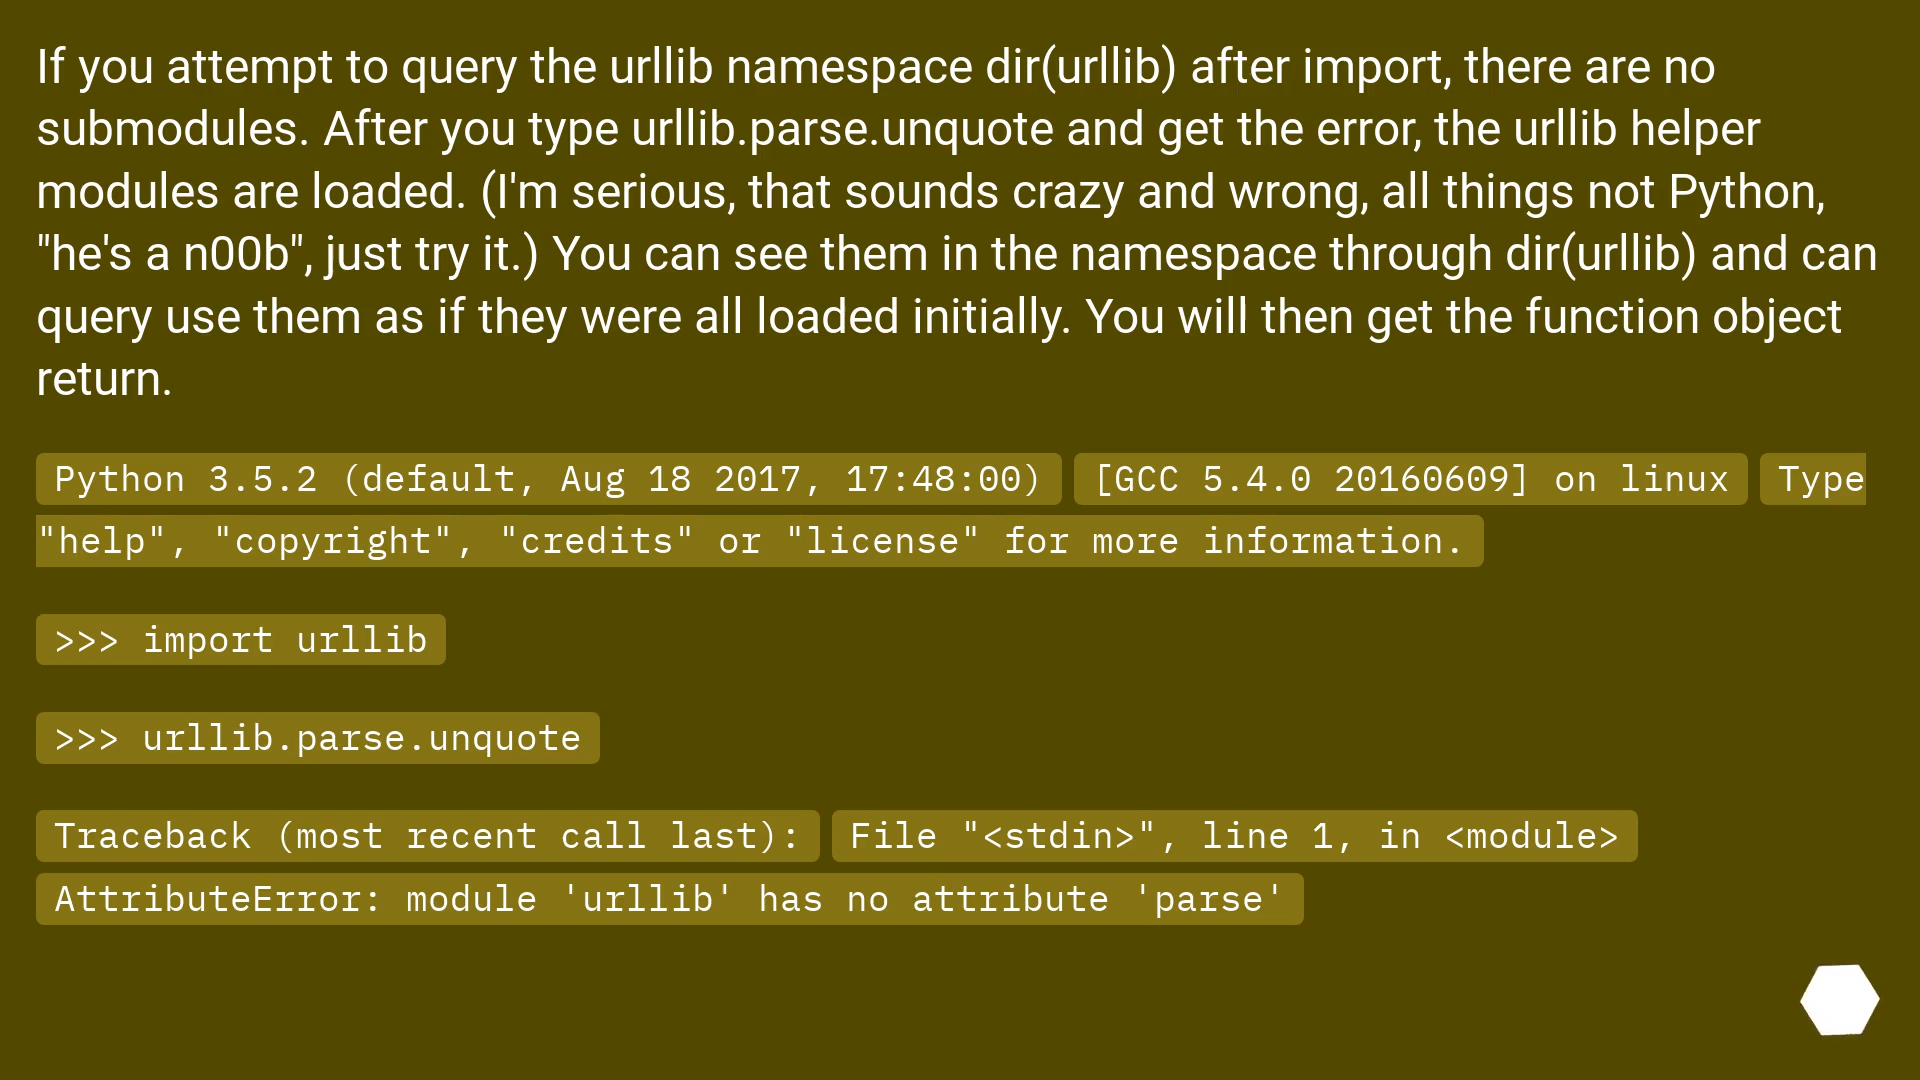 If you attempt to query the urllib namespace dir(urllib) after import, there are no
submodules. After you type urllib.parse.unquote and get the error, the urllib helper
modules are loaded. (I'm serious, that sounds crazy and wrong, all things not Python,
"he's a n00b", just try it.) You can see them in the namespace through dir(urllib) and can
query use them as if they were all loaded initially. You will then get the function object
return.
Python 3.5.2 (default, Aug 18 2017, 17:48:00) [GCC 5.4.0 20160609] on linux Type
"help", "copyright", "credits" or "license" for more information.
>>> import urllib
>>> urllib.parse.unquote
Traceback (most recent call last): File "<stdin>", line 1, in <module>
AttributeError: module 'urllib' has no attribute 'parse'